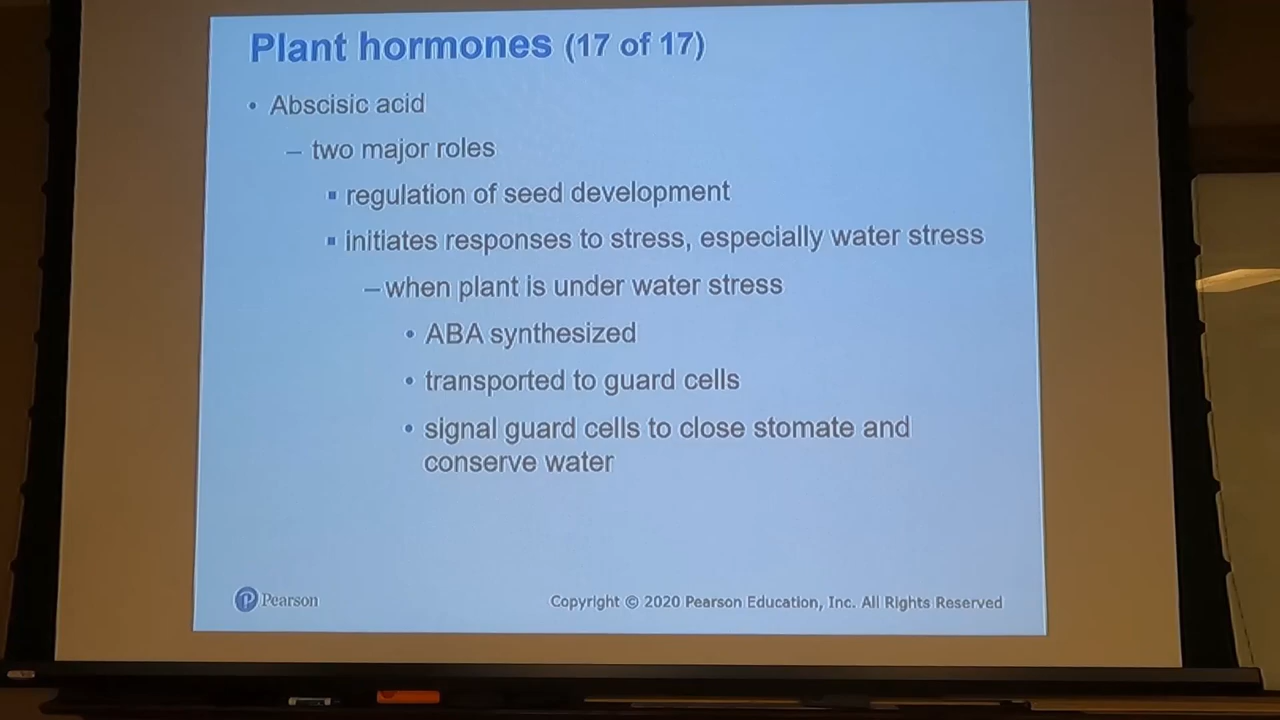 Plant hormones (17 of 17)
• Abscisic acid
– two major roles
▪ regulation of seed development
▪ initiates responses to stress, especially water stress
– when plant is under water stress
• ABA synthesized
• transported to guard cells
• signal guard cells to close stomate and
conserve water
P Pearson
Copyright © 2020 Pearson Education, Inc. All Rights Reserved